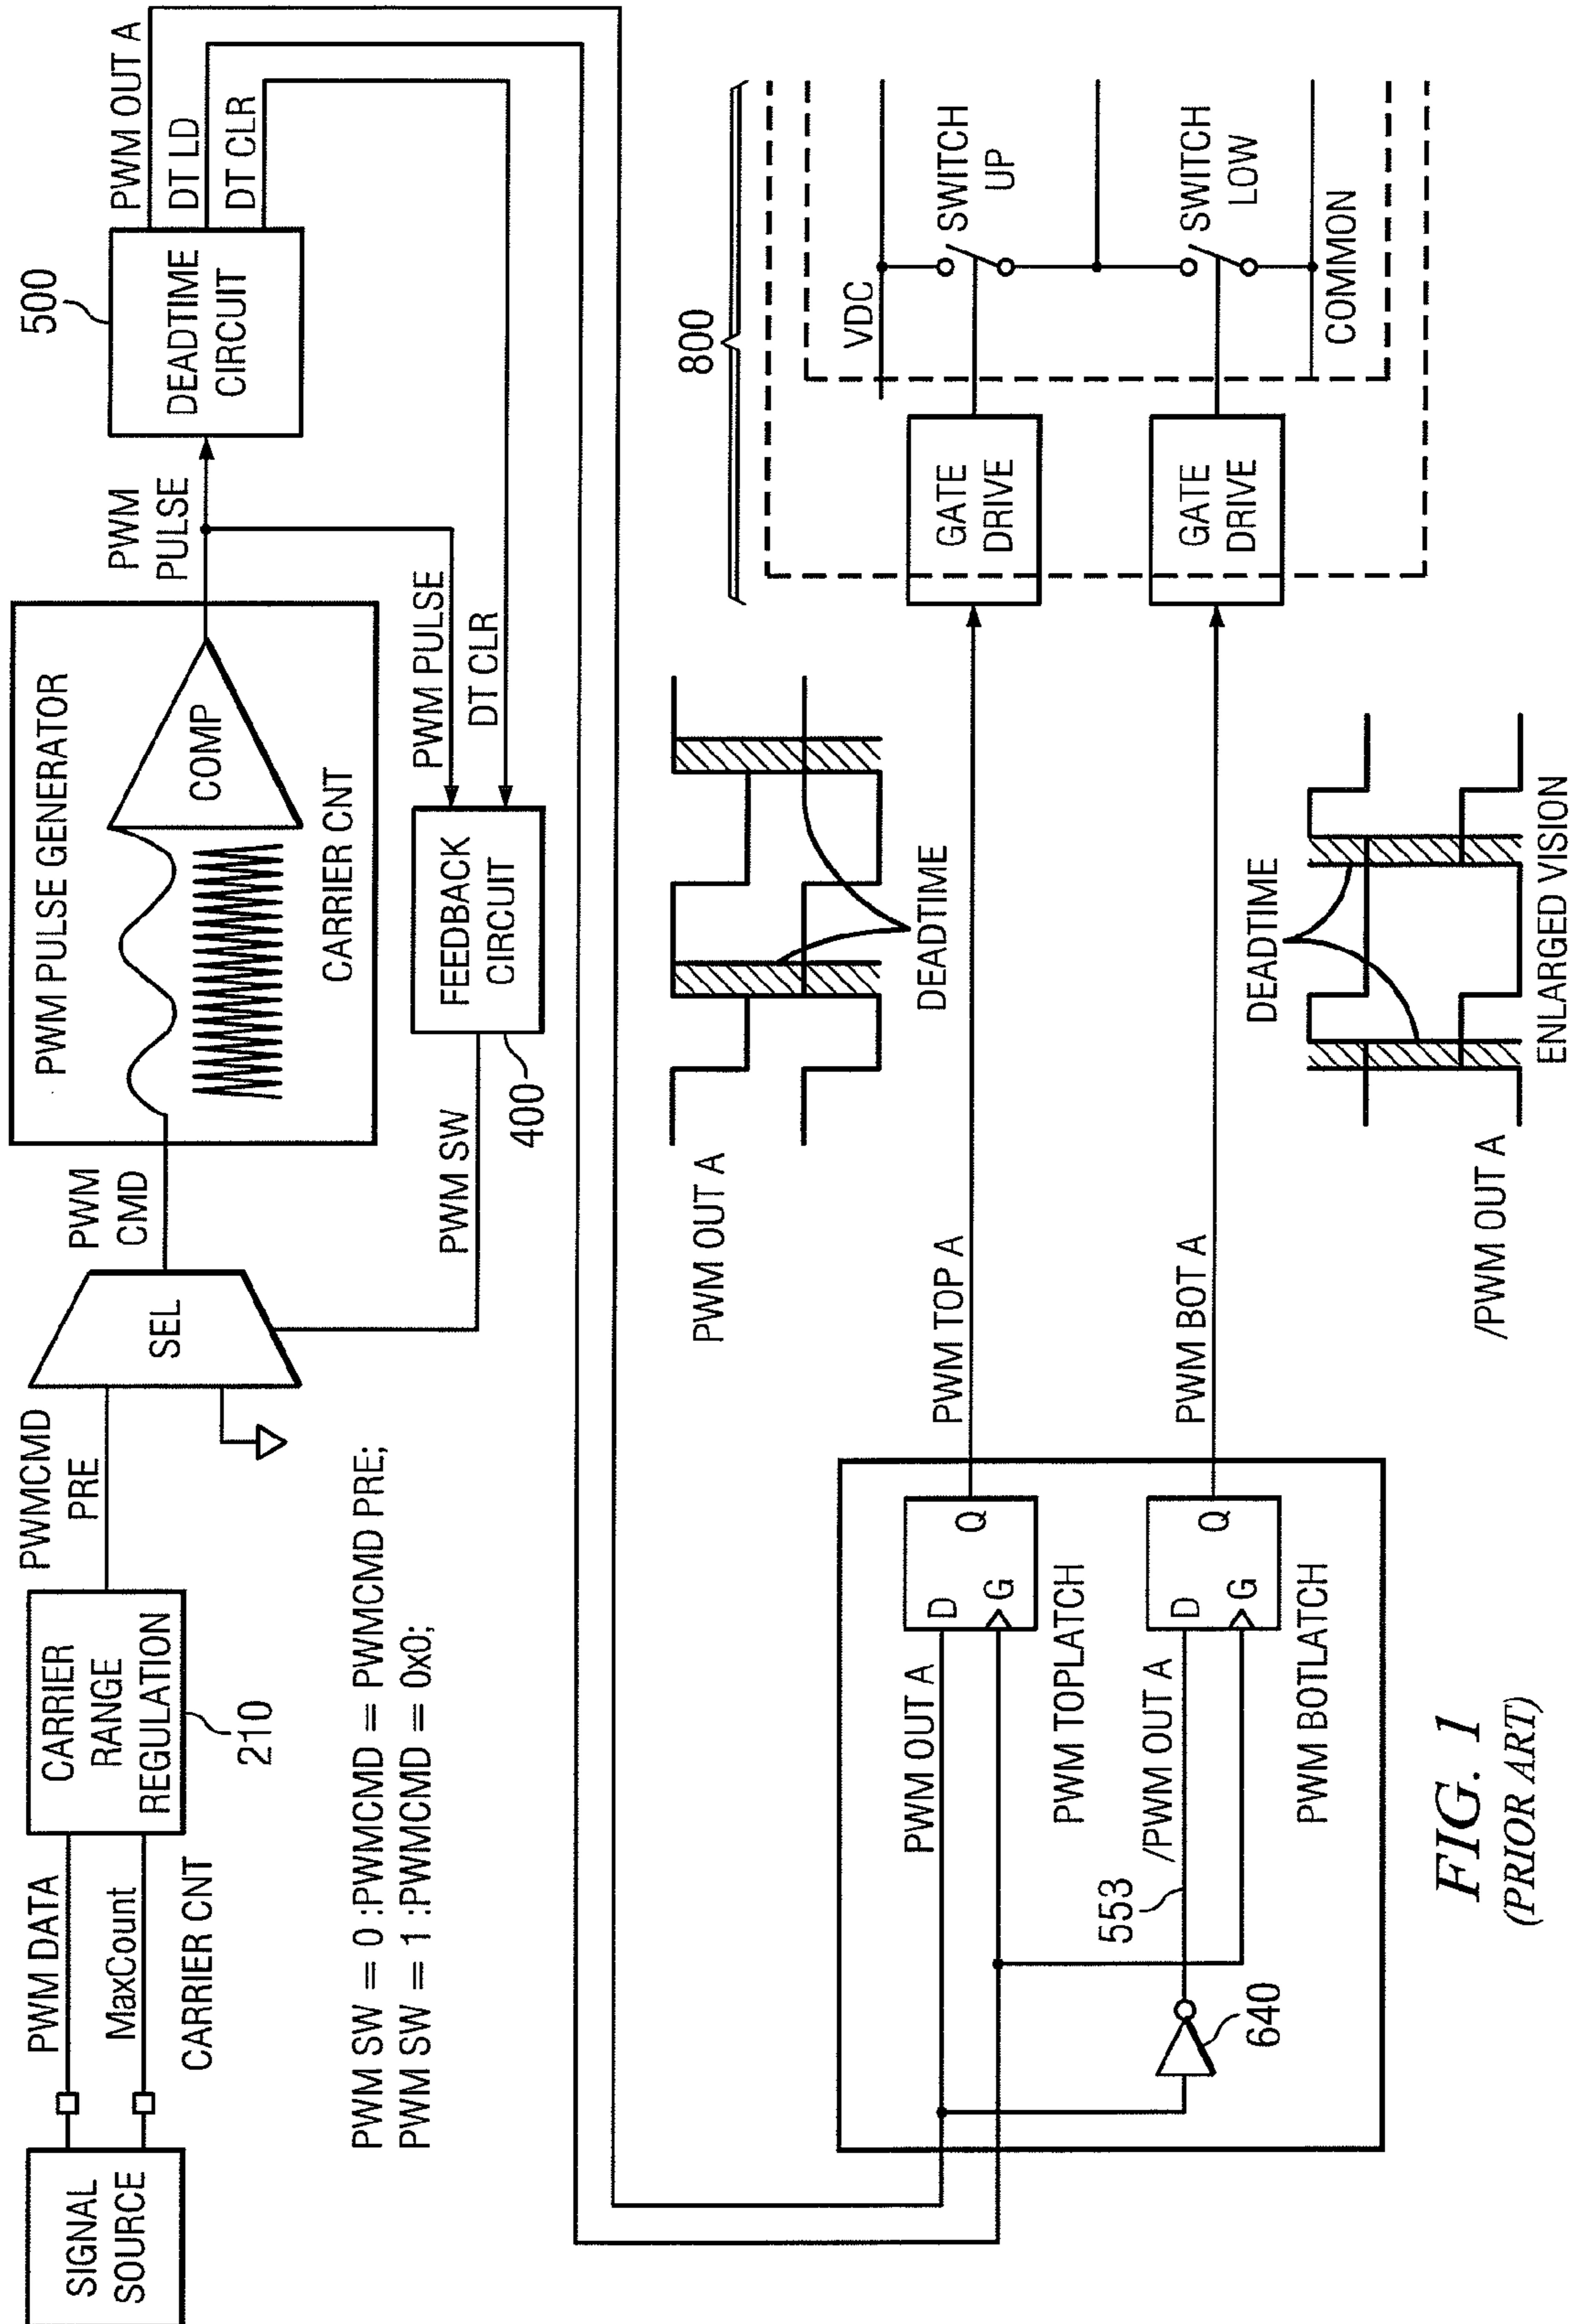 SIGNAL
SOURCE
PWM DATA
MaxCount
CARRIER CNT
CARRIER
RANGE
REGULATION
210
PWMCMD
PRE
SEL
PWM
CMD
PWM SW
PWM PULSE GENERATOR
COMP
CARRIER CNT
FEEDBACK
CIRCUIT
400
PWM
PULSE
PWM PULSE
DT CLR
500
DEADTIME
CIRCUIT
PWM OUT A
DT LD
DT CLR
PWM SW = 0 :PWMCMD = PWMCMD PRE;
PWM SW = 1 :PWMCMD = 0x0;
PWM OUT A
DEADTIME
800
VDC
SWITCH
UP
GATE
DRIVE
SWITCH
LOW
GATE
DRIVE
COMMON
PWM OUT A
D
Q
G
PWM TOPLATCH
PWM TOP A
/PWM OUT A
553
D
Q
G
PWM BOTLATCH
PWM BOT A
640
DEADTIME
/PWM OUT A
ENLARGED VISION
FIG. 1
(PRIOR ART)